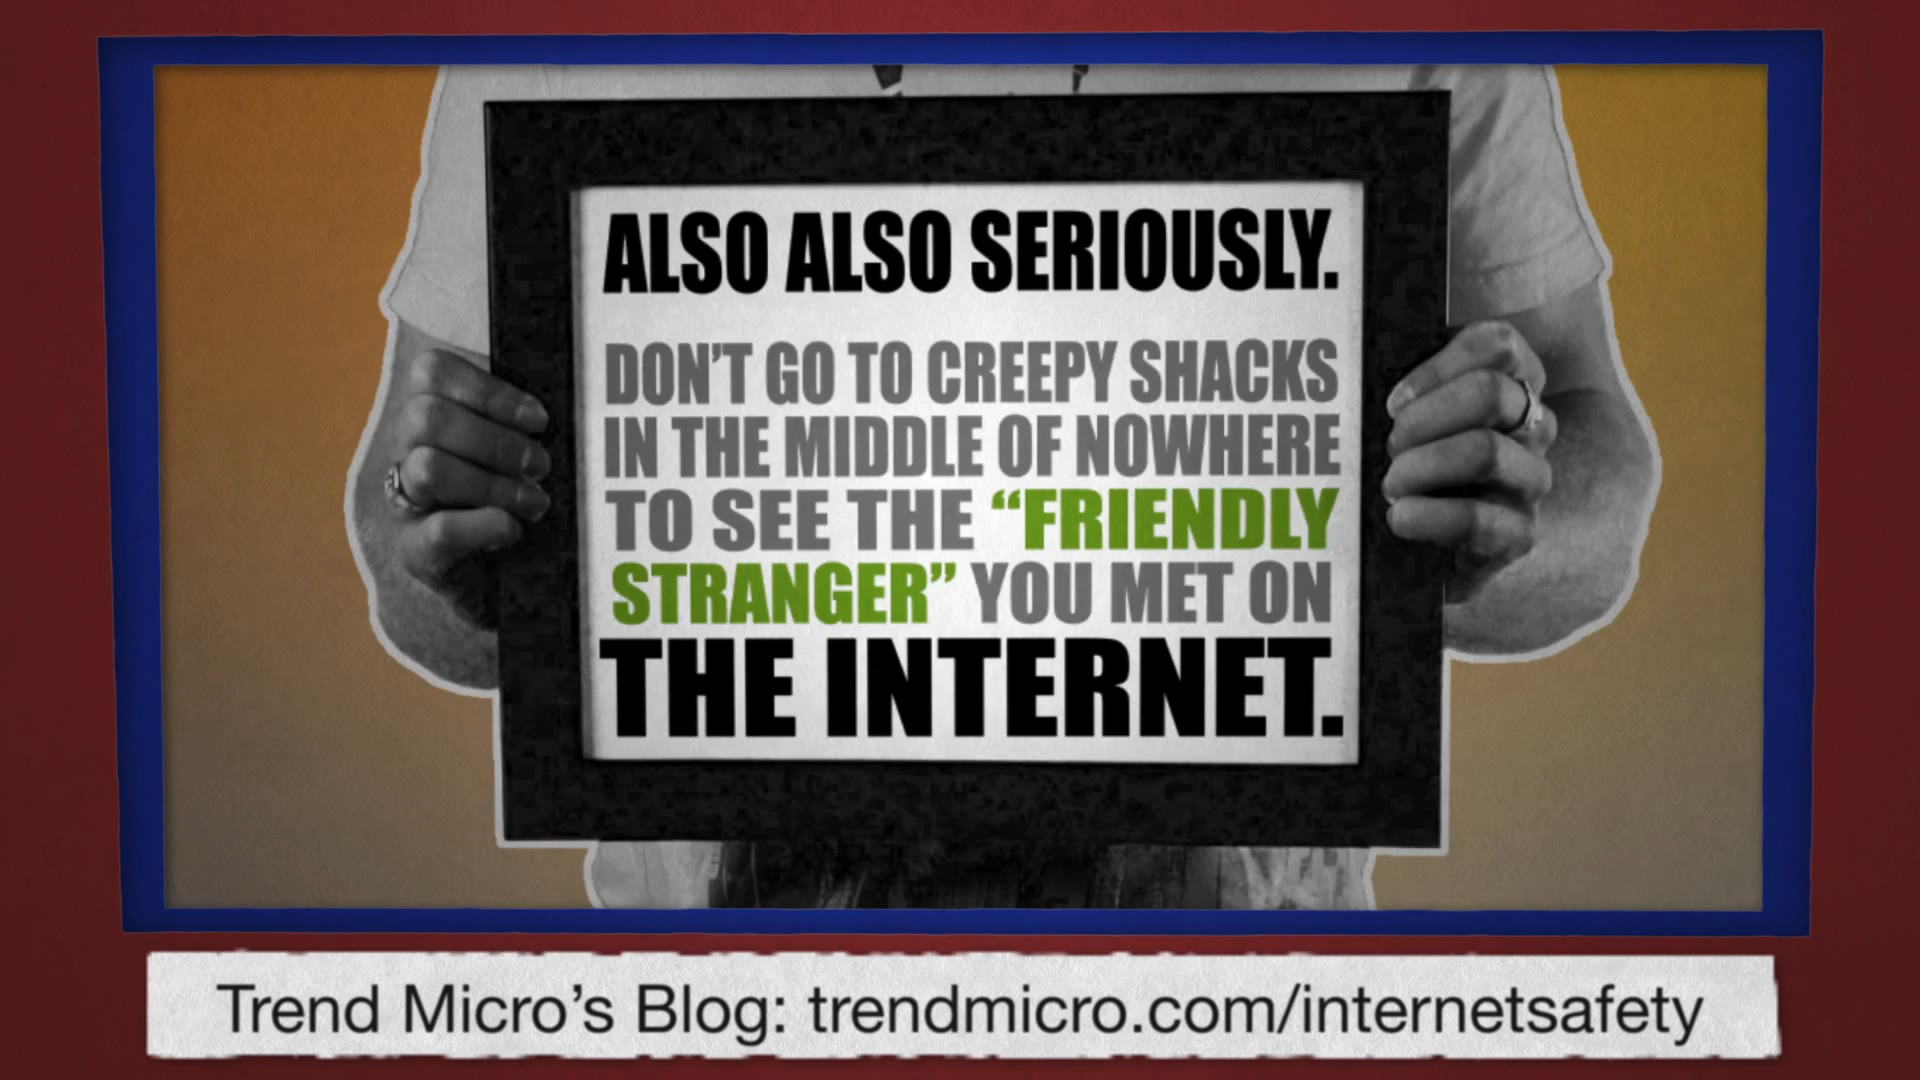 ALSO ALSO SERIOUSLY.
DON'T GO TO CREEPY SHACKS
IN THE MIDDLE OF NOWHERE
TO SEE THE “FRIENDLY
STRANGER” YOU MET ON
THE INTERNET.
Trend Micro’s Blog: trendmicro.com/internetsafety